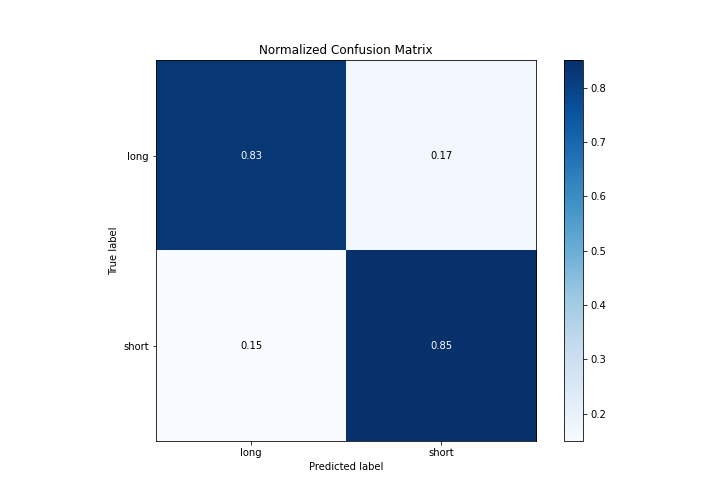 Normalized Confusion Matrix
True label
long
0.83
0.17
short
0.15
0.85
long
short
Predicted label
0.8
0.7
0.6
0.5
0.4
0.3
0.2